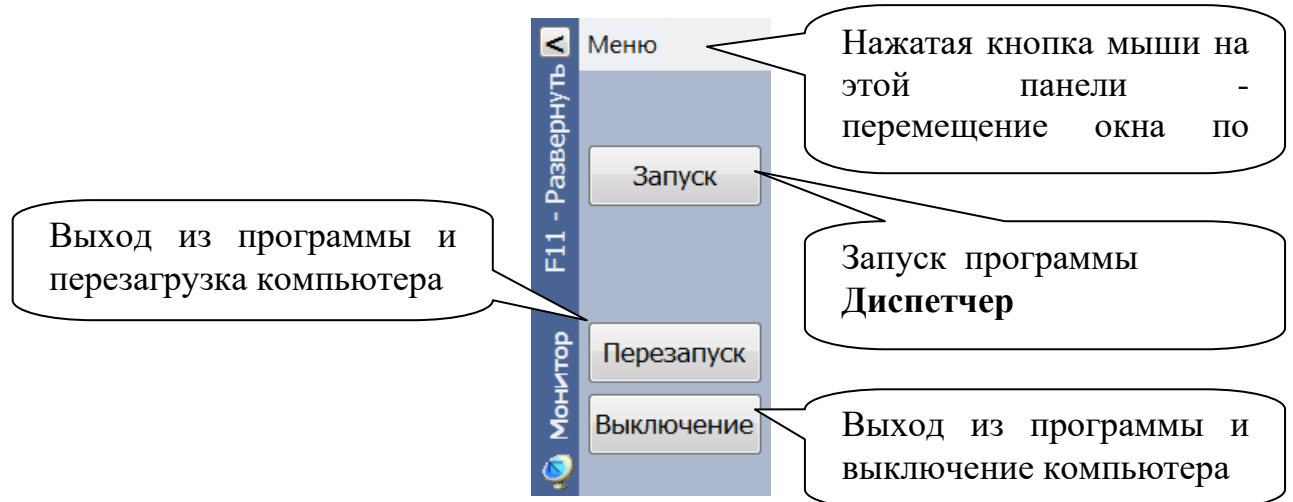 Меню
Нажатая кнопка мыши на
этой панели -
перемещение окна по
F11 - Развернуть
Запуск
Выход из программы и
перезагрузка компьютера
Запуск программы
Диспетчер
Монитор
Перезапуск
Выключение
Выход из программы и
выключение компьютера